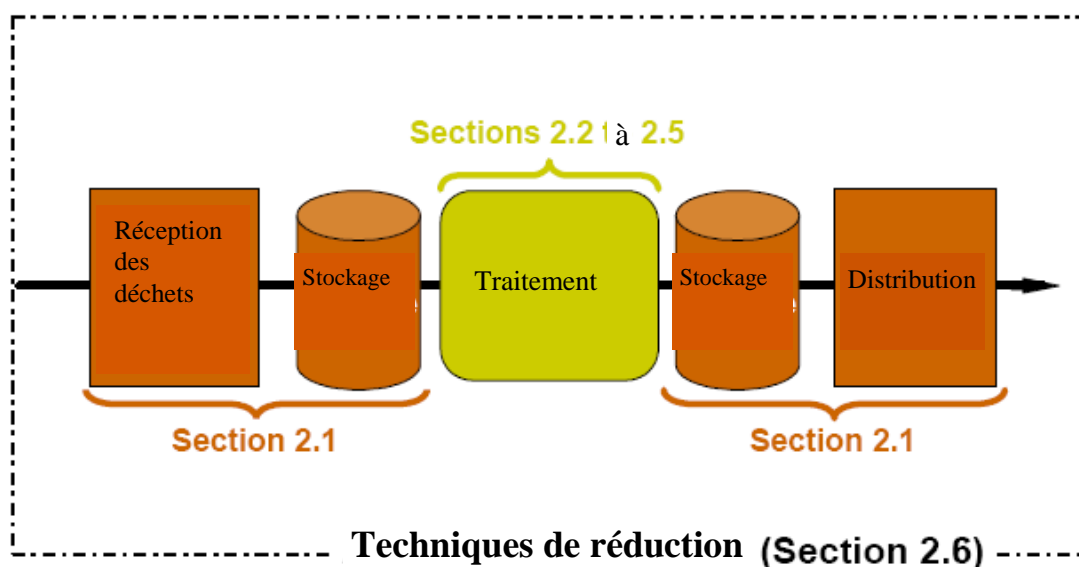 Sections 2.2 à 2.5
Réception
des
déchets
Stockage
Traitement
Stockage
Distribution
Section 2.1
Section 2.1
Techniques de réduction (Section 2.6)